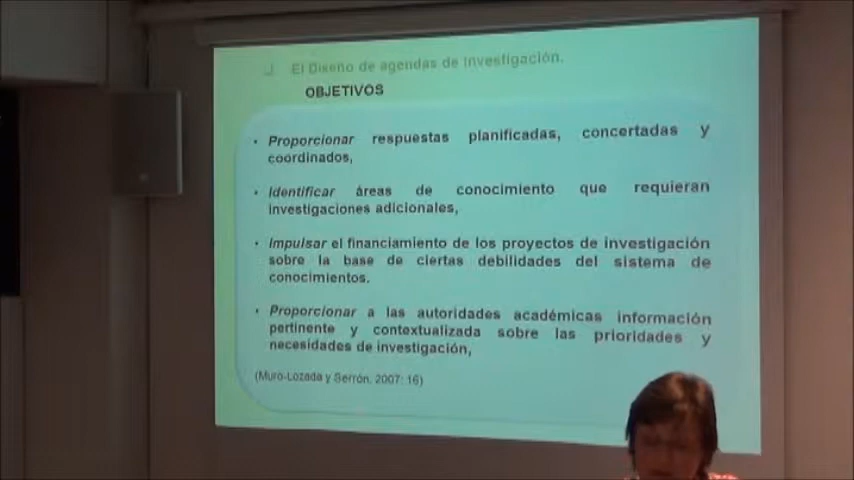 El Diseño de agendas de Investigación.
OBJETIVOS
• Proporcionar respuestas planificadas, concertadas y
coordinados,
• Identificar áreas de conocimiento que requieran
investigaciones adicionales,
• Impulsar el financiamiento de los proyectos de investigación
sobre la base de ciertas debilidades del sistema de
conocimientos.
• Proporcionar a las autoridades académicas información
pertinente y contextualizada sobre las prioridades y
necesidades de investigación,
(Muro-Lozada y Serrón, 2007: 16)